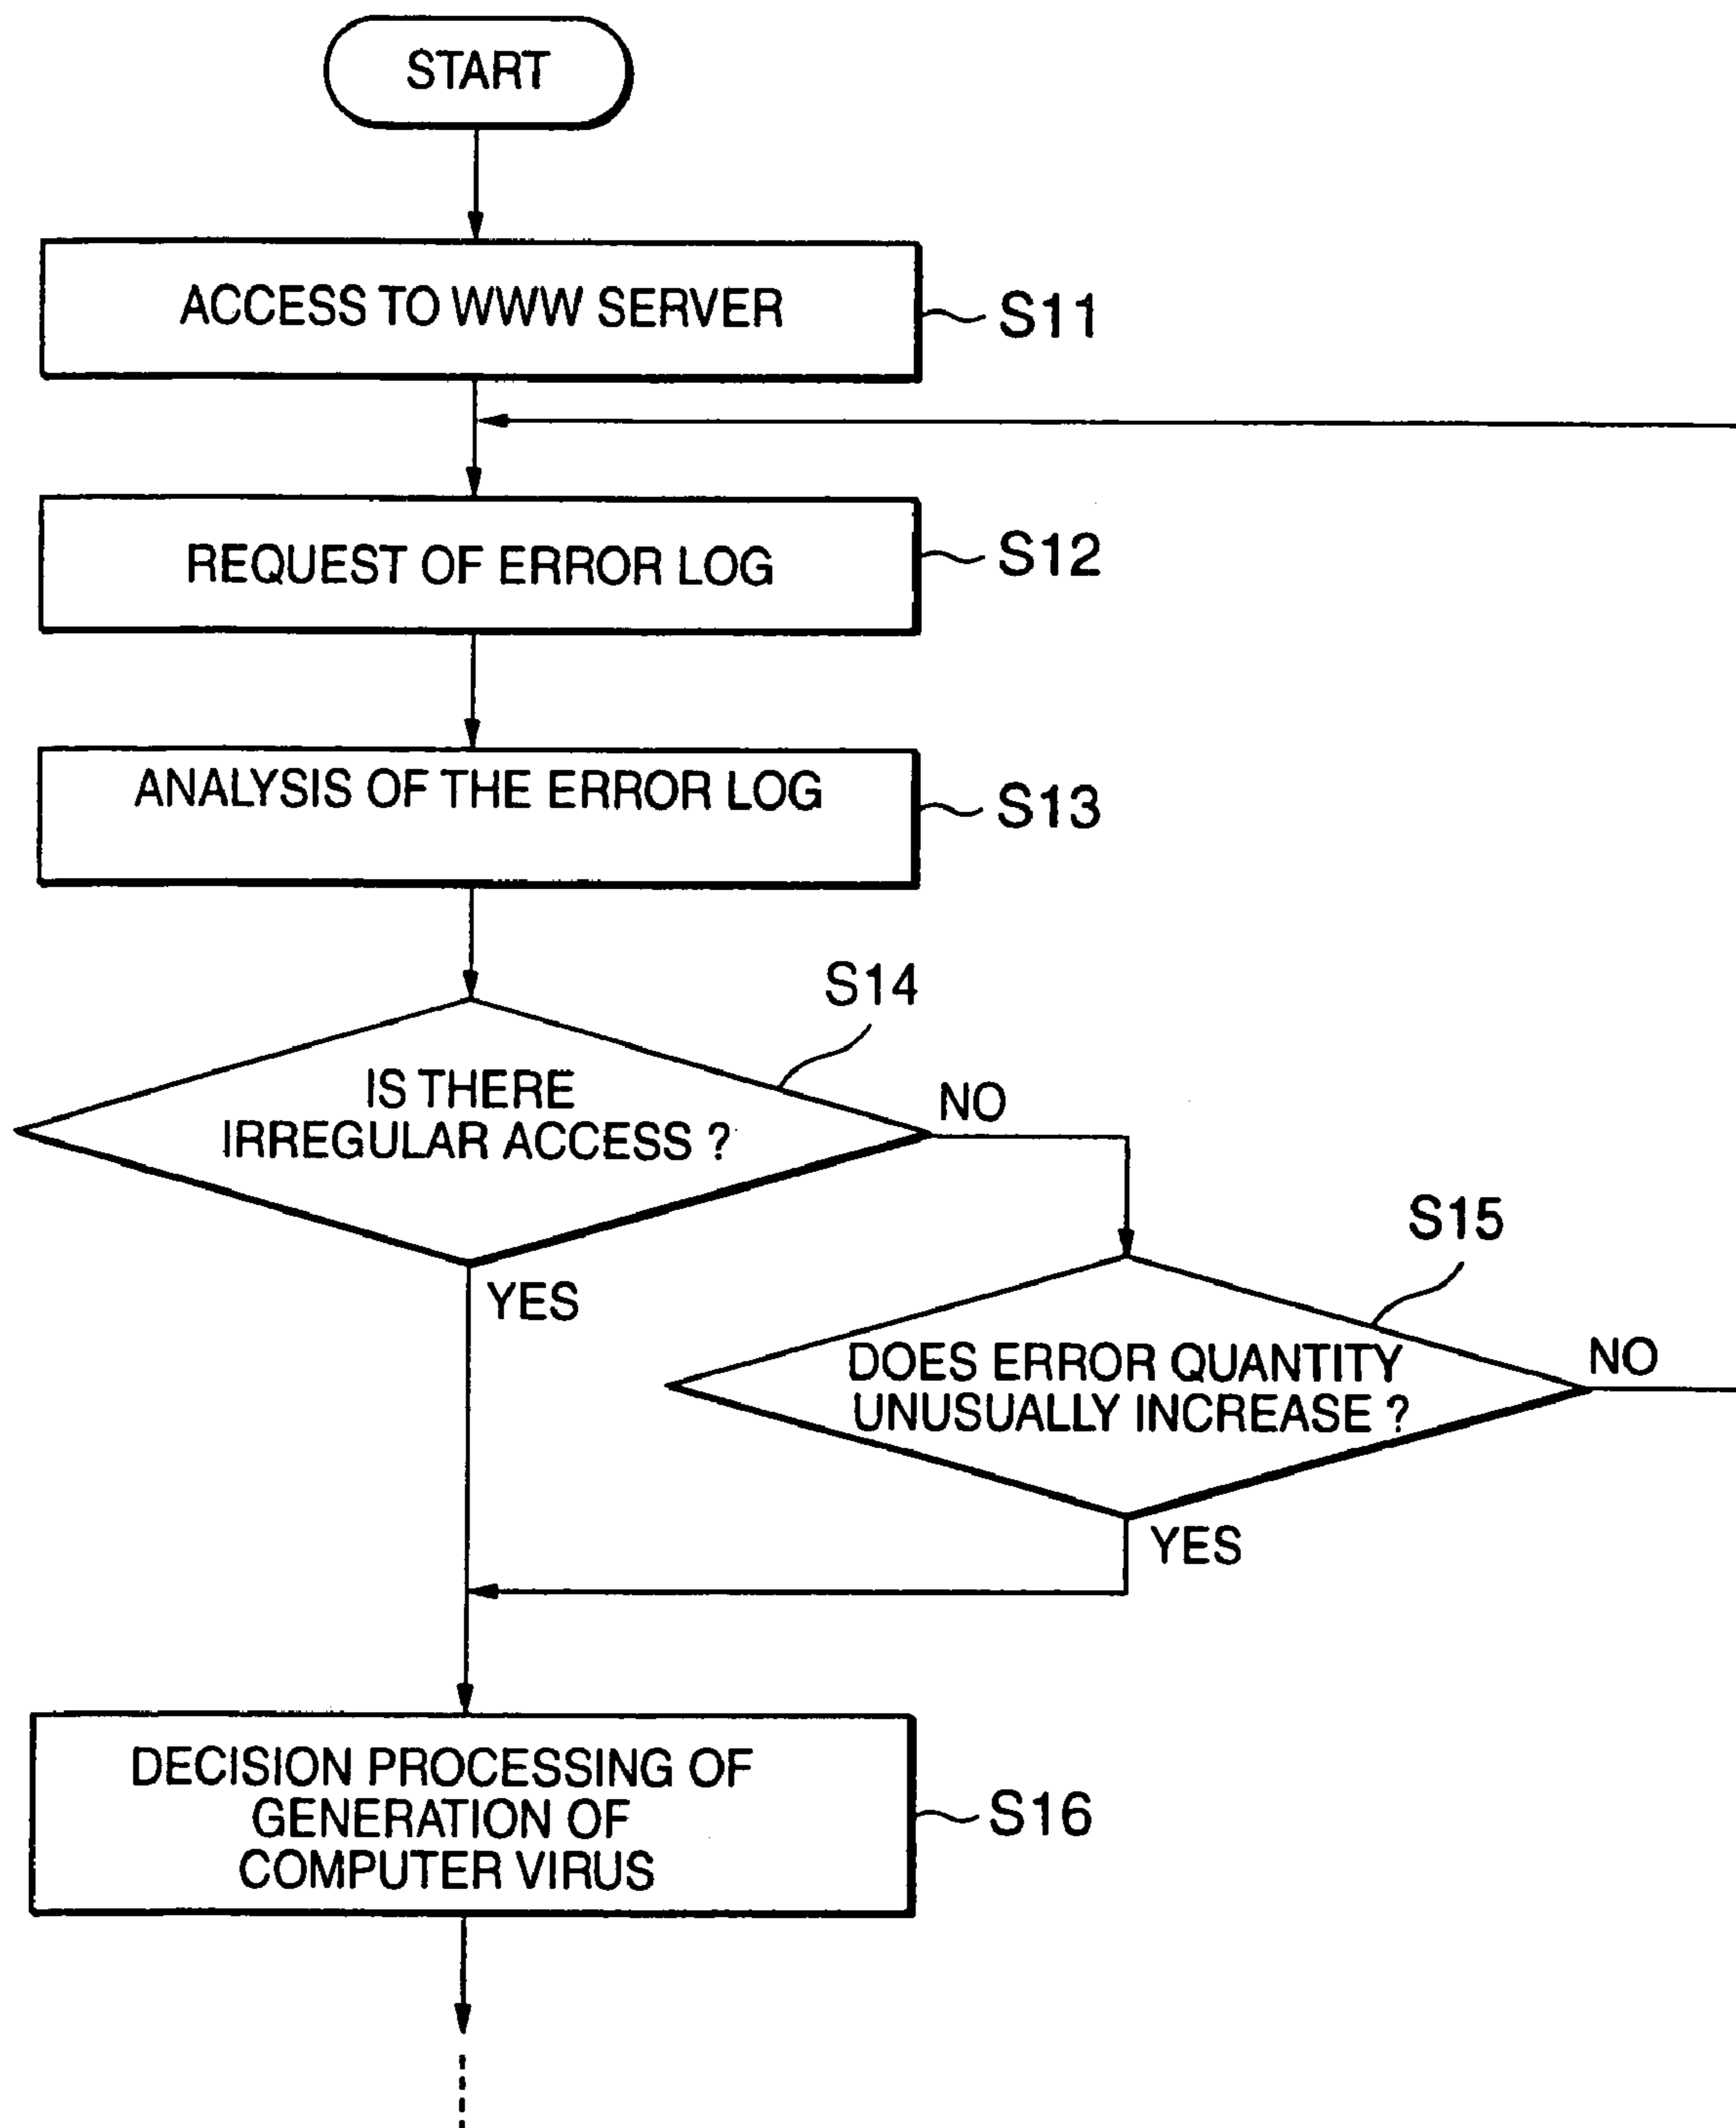 START
ACCESS TO WWW SERVER
S11
REQUEST OF ERROR LOG
S12
ANALYSIS OF THE ERROR LOG
S13
S14
IS THERE
IRREGULAR ACCESS ?
NO
YES
S15
DOES ERROR QUANTITY
UNUSUALLY INCREASE ?
NO
YES
DECISION PROCESSING OF
GENERATION OF
COMPUTER VIRUS
S16